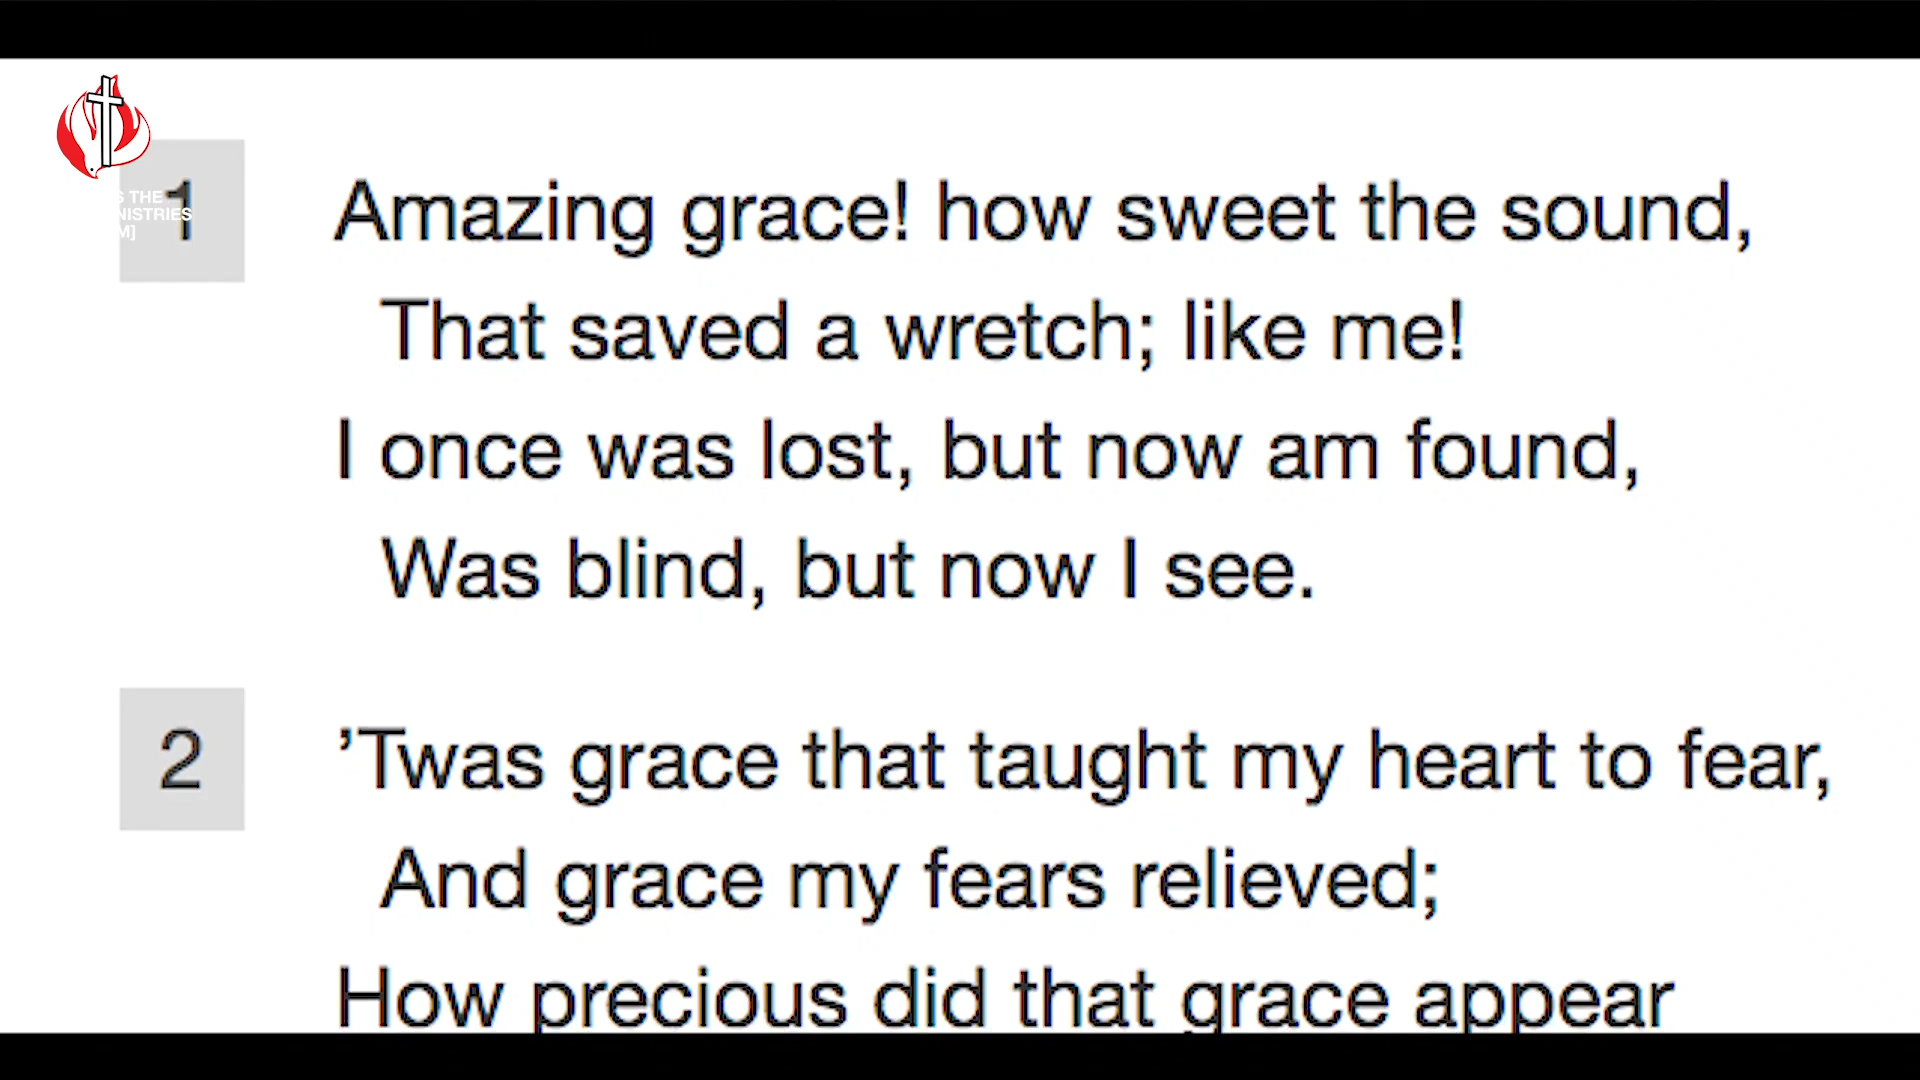 1
Amazing grace! how sweet the sound,
That saved a wretch; like me!
I once was lost, but now am found,
Was blind, but now I see.
2
’Twas grace that taught my heart to fear,
And grace my fears relieved;
How precious did that grace appear